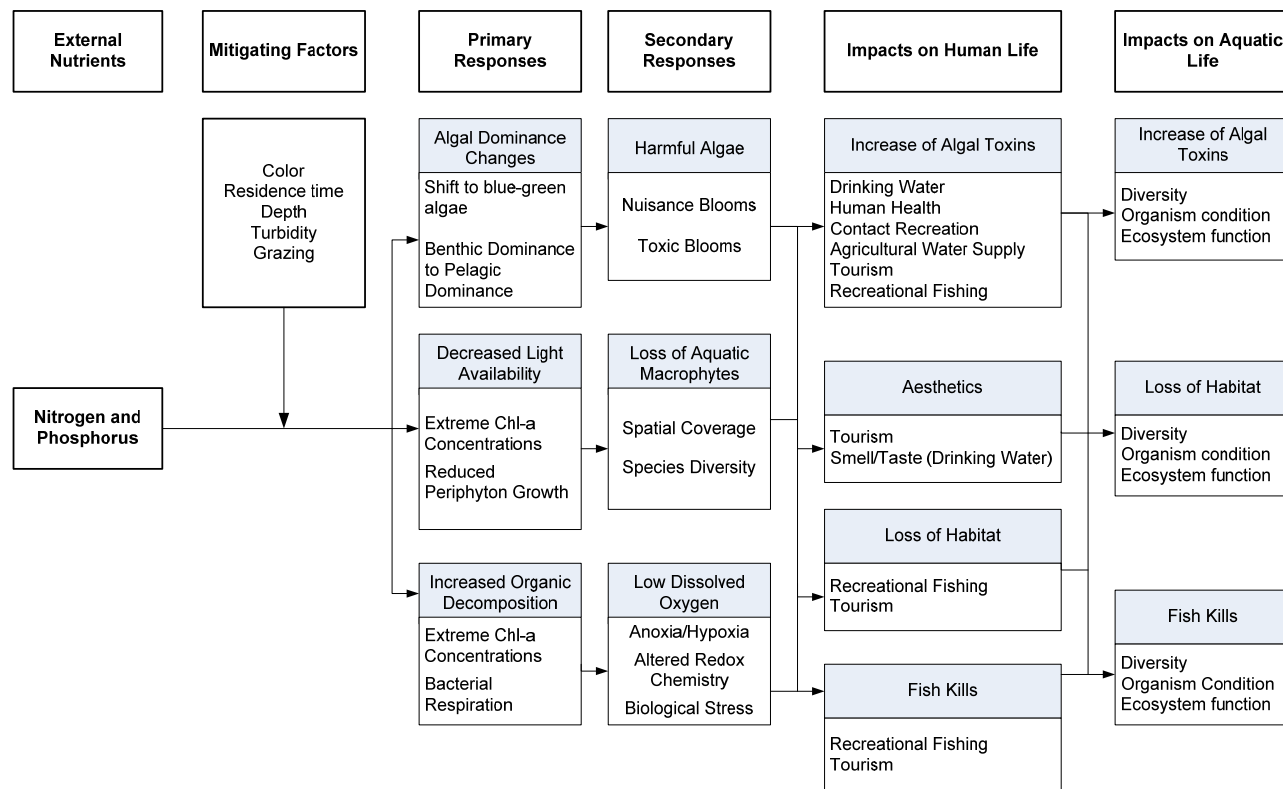 External
Nutrients
Mitigating Factors
Primary
Responses
Secondary
Responses
Impacts on Human Life
Impacts on Aquatic
Life
Color
Residence time
Depth
Turbidity
Grazing
Nitrogen and
Phosphorus
Algal Dominance
Changes
Shift to blue-green
algae
Benthic Dominance
to Pelagic
Dominance
Decreased Light
Availability
Extreme Chl-a
Concentrations
Reduced
Periphyton Growth
Increased Organic
Decomposition
Extreme Chl-a
Concentrations
Bacterial
Respiration
Harmful Algae
Nuisance Blooms
Toxic Blooms
Loss of Aquatic
Macrophytes
Spatial Coverage
Species Diversity
Low Dissolved
Oxygen
Anoxia/Hypoxia
Altered Redox
Chemistry
Biological Stress
Increase of Algal Toxins
Drinking Water
Human Health
Contact Recreation
Agricultural Water Supply
Tourism
Recreational Fishing
Aesthetics
Tourism
Smell/Taste (Drinking Water)
Loss of Habitat
Recreational Fishing
Tourism
Fish Kills
Recreational Fishing
Tourism
Increase of Algal
Toxins
Diversity
Organism condition
Ecosystem function
Loss of Habitat
Diversity
Organism condition
Ecosystem function
Fish Kills
Diversity
Organism Condition
Ecosystem function